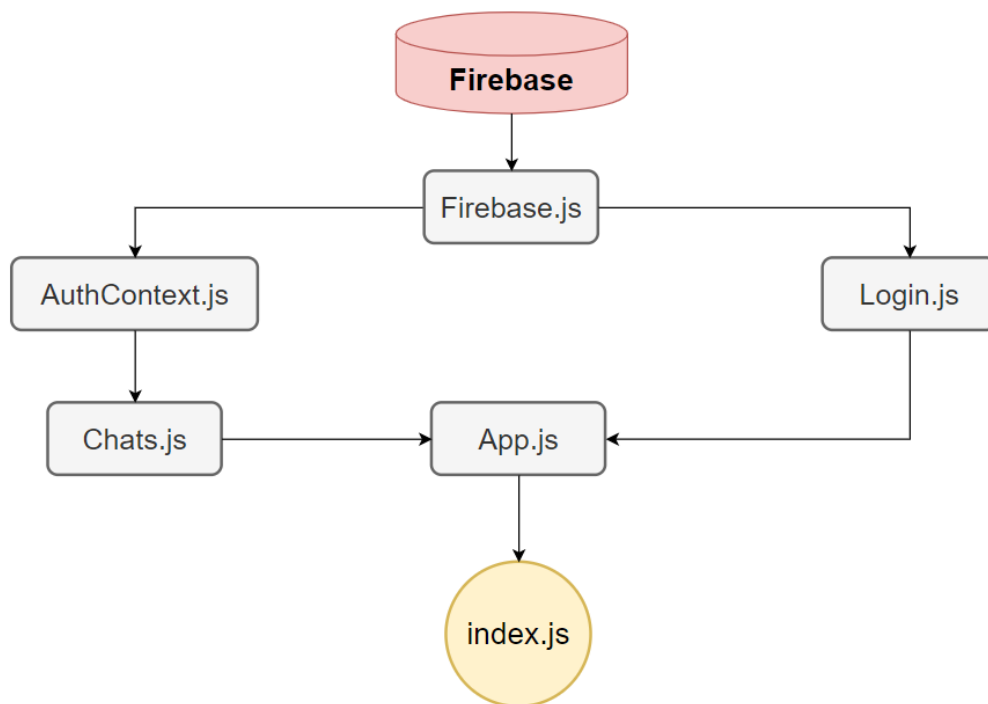 Firebase
Firebase.js
AuthContext.js
Login.js
Chats.js
App.js
index.js